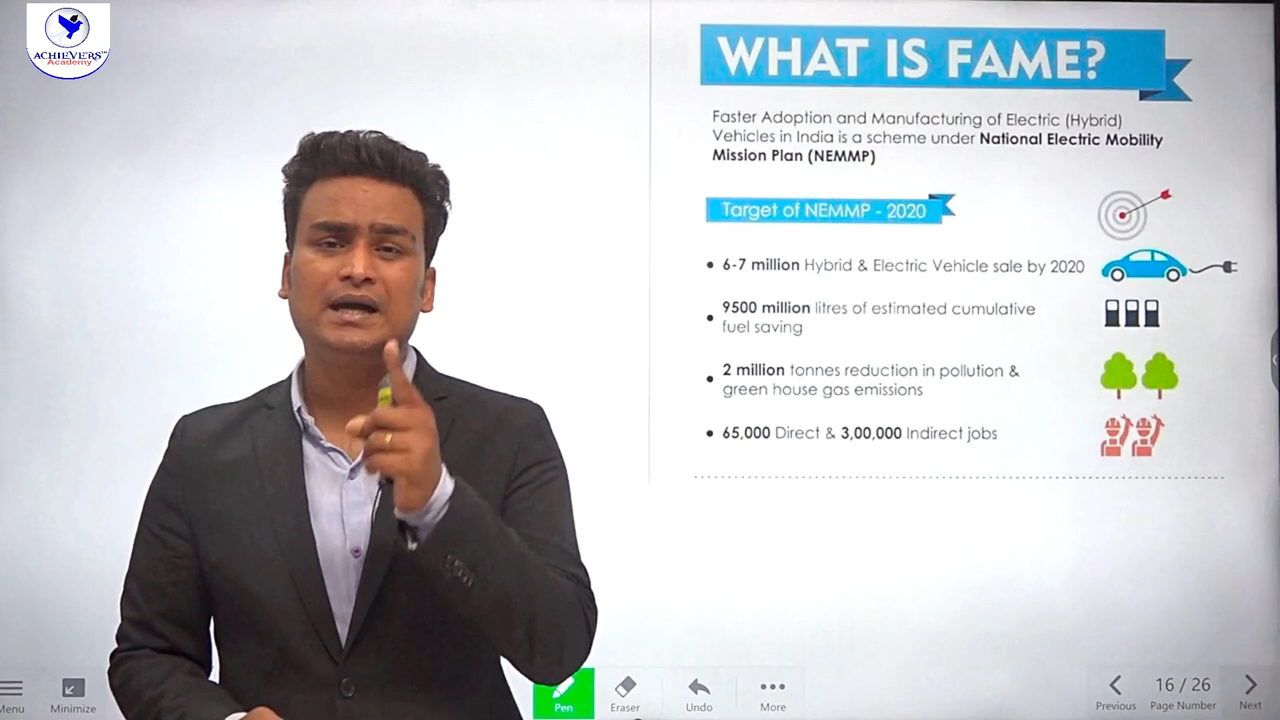 ACHIEVERS
Academy
WHAT IS FAME?
Faster Adoption and Manufacturing of Electric (Hybrid)
Vehicles in India is a scheme under National Electric Mobility
Mission Plan (NEMMP)
Target of NEMMP - 2020
• 6-7 million Hybrid & Electric Vehicle sale by 2020
• 9500 million litres of estimated cumulative
fuel saving
• 2 million tonnes reduction in pollution &
green house gas emissions
• 65,000 Direct & 3,00,000 Indirect jobs
Menu
Minimize
Pen
Eraser
Undo
More
Previous
16 / 26
Page Number
Next